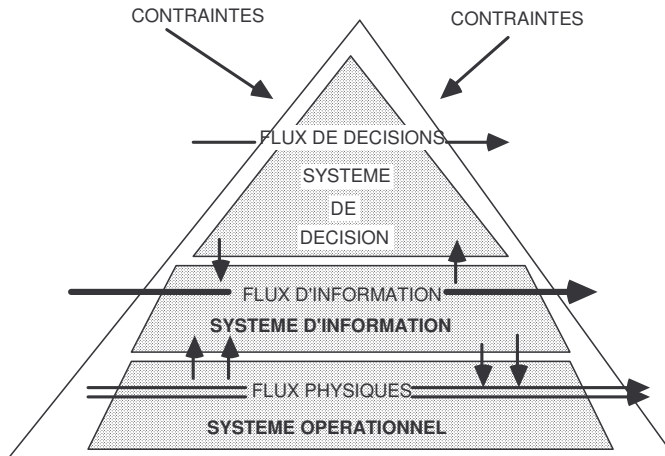 CONTRAINTES
CONTRAINTES
FLUX DE DECISIONS
SYSTEME
DE
DECISION
FLUX D'INFORMATION
SYSTEME D'INFORMATION
FLUX PHYSIQUES
SYSTEME OPERATIONNEL